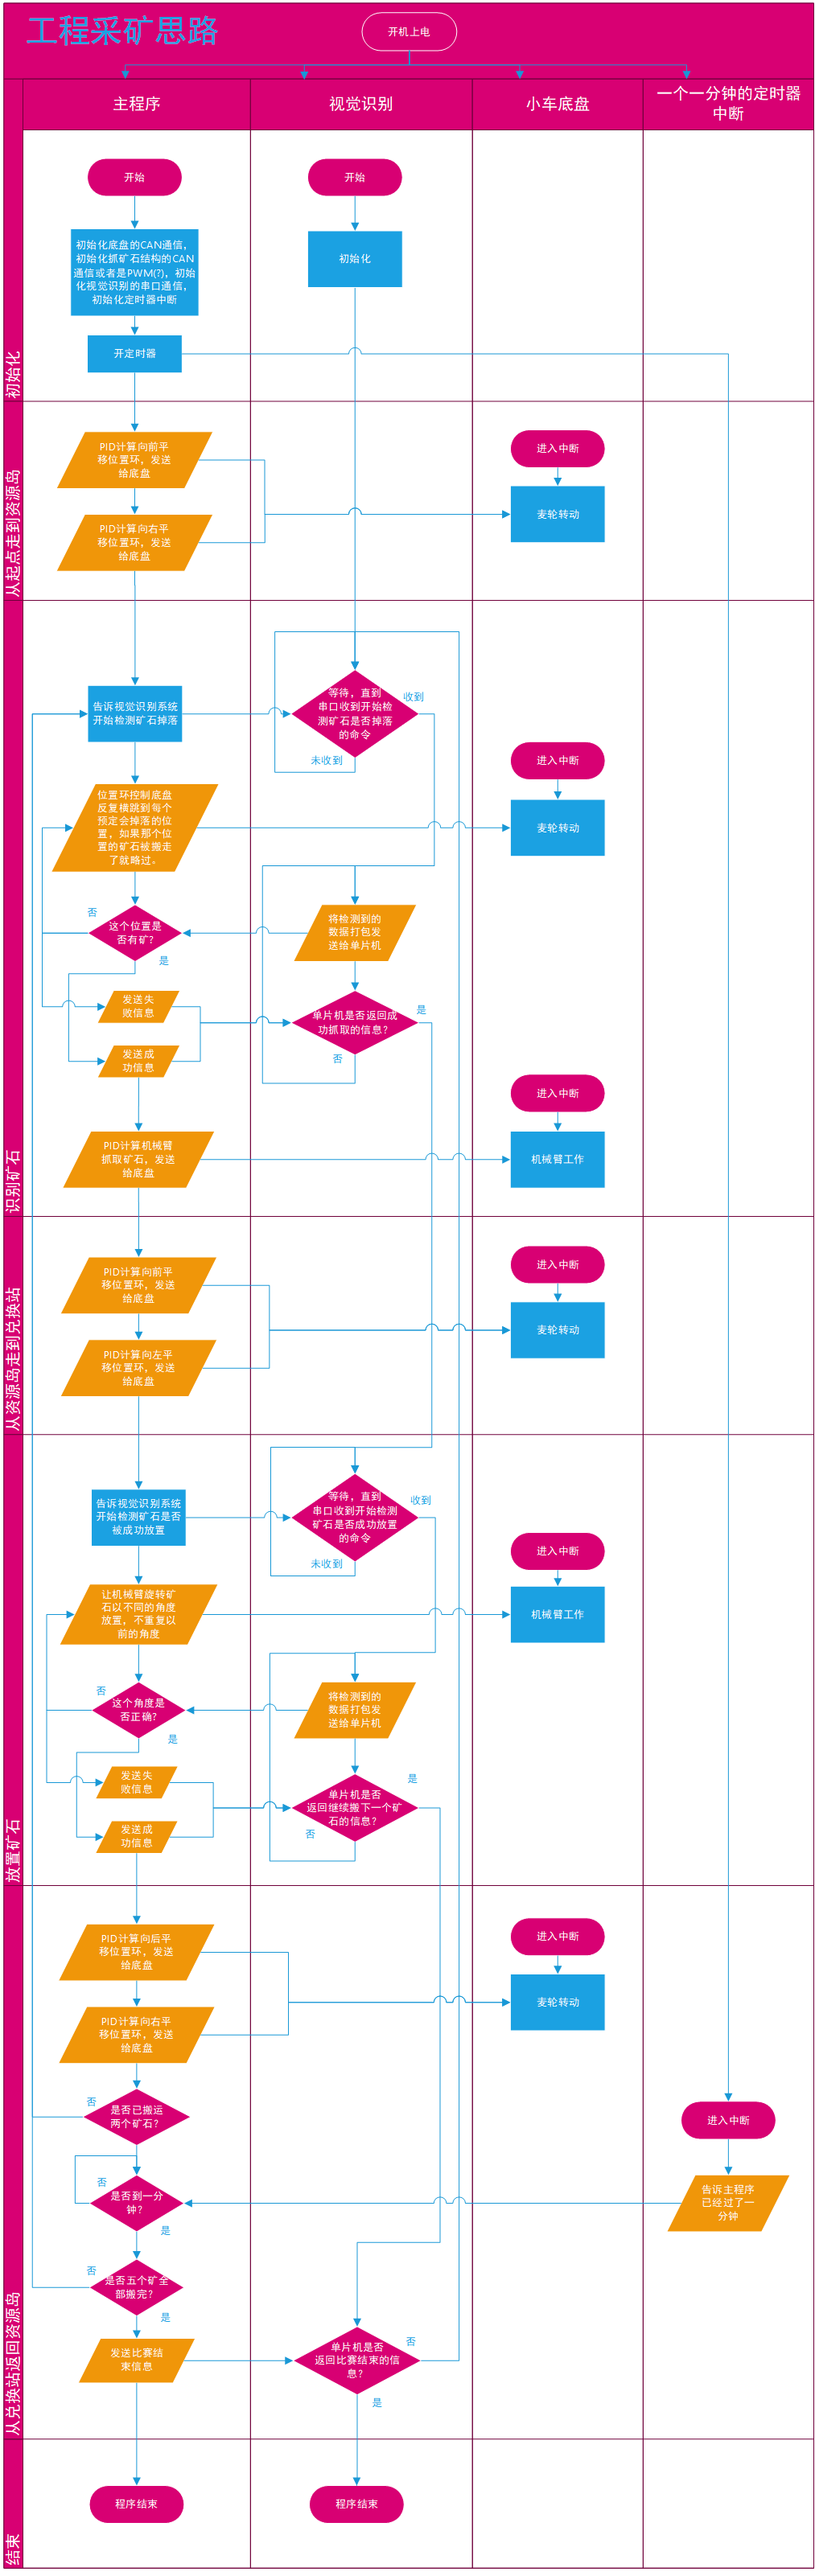 工程采矿思路
开机上电
主程序
视觉识别
小车底盘
一个一分钟的定时器
中断
初始化
开始
开始
初始化底盘的CAN通信，
初始化抓矿石结构的CAN
通信或者是PWM(?)，初始
化视觉识别的串口通信，
初始化定时器中断
初始化
开定时器
从起点走到资源岛
PID计算向前平
移位置环，发送
给底盘
进入中断
PID计算向右平
移位置环，发送
给底盘
麦轮转动
识别矿石
告诉视觉识别系统
开始检测矿石掉落
等待，直到
串口收到开始检
测矿石是否掉落
的命令
收到
未收到
进入中断
位置环控制底盘
反复横跳到每个
预定会掉落的位
置，如果那个位
置的矿石被搬走
了就略过。
麦轮转动
否
这个位置是
否有矿?
是
将检测到的
数据打包发
送给单片机
发送失
败信息
单片机是否返回成
功抓取的信息?
是
否
发送成
功信息
进入中断
PID计算机械臂
抓取矿石，发送
给底盘
机械臂工作
从资源岛走到兑换站
PID计算向前平
移位置环，发送
给底盘
进入中断
PID计算向左平
移位置环，发送
给底盘
麦轮转动
放置矿石
告诉视觉识别系统
开始检测矿石是否
被成功放置
等待，直到
串口收到开始检测
矿石是否成功放置
的命令
收到
未收到
进入中断
让机械臂旋转矿
石以不同的角度
放置，不重复以
前的角度
机械臂工作
否
这个角度是
否正确?
是
将检测到的
数据打包发
送给单片机
发送失
败信息
单片机是否
返回继续搬下一个矿
石的信息?
是
否
发送成
功信息
从兑换站返回资源岛
PID计算向后平
移位置环，发送
给底盘
进入中断
PID计算向右平
移位置环，发送
给底盘
麦轮转动
否
是否已搬运
两个矿石?
进入中断
否
是否到一分
钟?
是
告诉主程序
已经过了一
分钟
否
是否五个矿全
部搬完?
是
发送比赛结
束信息
单片机是否
返回比赛结束的信
息?
否
是
结束
程序结束
程序结束